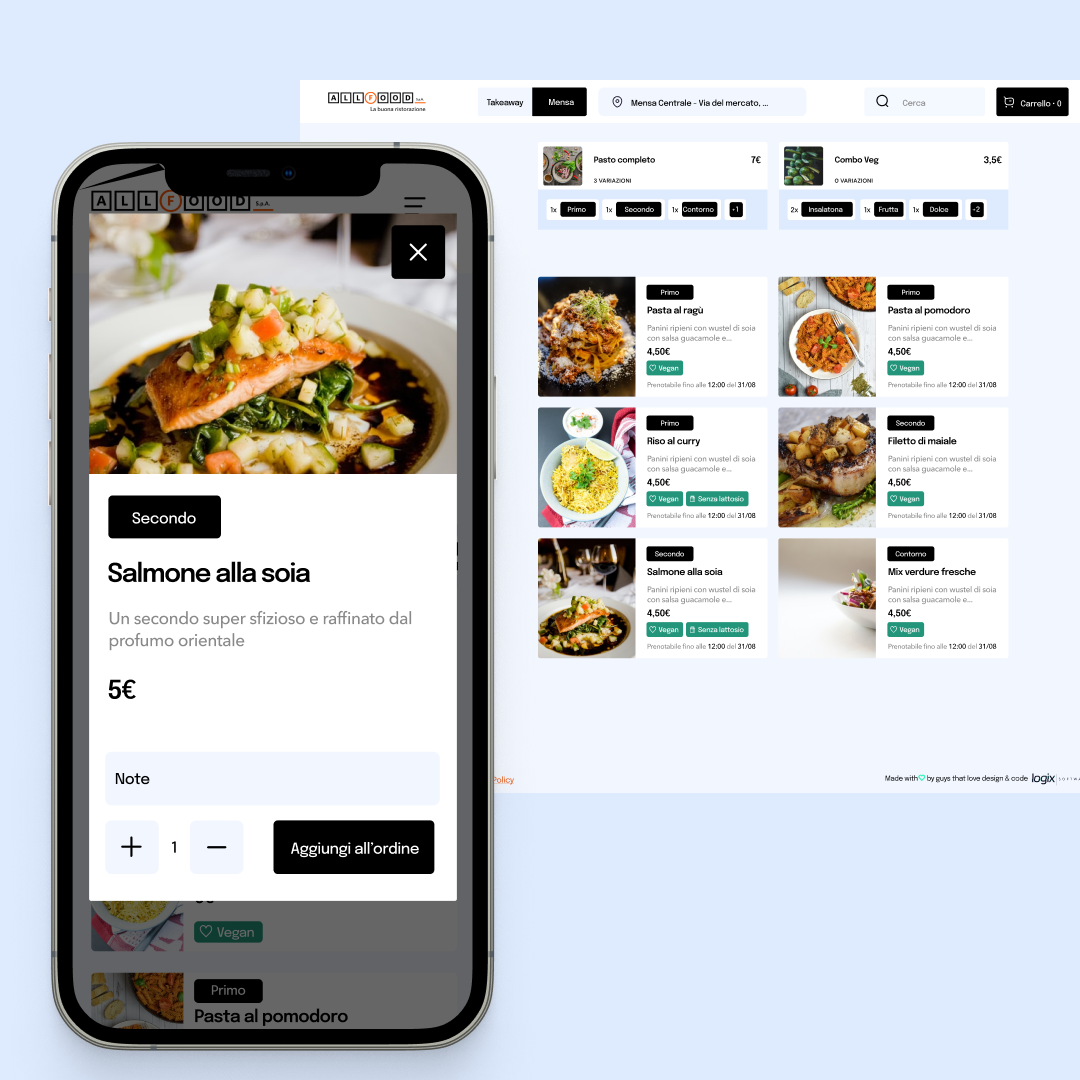 ALLFOOD S.p.A.
La buona ristorazione
Takeaway
Mensa
Mensa Centrale - Via del mercato, ...
Cerca
Carrello · 0
Pasto completo
7€
3 VARIAZIONI
1x Primo
1x Secondo
1x Contorno
+1
Combo Veg
3,5€
0 VARIAZIONI
2x Insalatona
1x Frutta
1x Dolce
+2
Primo
Pasta al ragù
Panini ripieni con wustel di soia
con salsa guacamole e...
4,50€
Vegan
Prenotabile fino alle 12:00 del 31/08
Primo
Pasta al pomodoro
Panini ripieni con wustel di soia
con salsa guacamole e...
4,50€
Vegan
Prenotabile fino alle 12:00 del 31/08
Primo
Riso al curry
Panini ripieni con wustel di soia
con salsa guacamole e...
4,50€
Vegan
Senza lattosio
Prenotabile fino alle 12:00 del 31/08
Secondo
Filetto di maiale
Panini ripieni con wustel di soia
con salsa guacamole e...
4,50€
Vegan
Prenotabile fino alle 12:00 del 31/08
Secondo
Salmone alla soia
Panini ripieni con wustel di soia
con salsa guacamole e...
4,50€
Vegan
Senza lattosio
Prenotabile fino alle 12:00 del 31/08
Contorno
Mix verdure fresche
Panini ripieni con wustel di soia
con salsa guacamole e...
4,50€
Vegan
Prenotabile fino alle 12:00 del 31/08
Policy
Made with by guys that love design & code logix
ALLFOOD S.p.A.
Secondo
Salmone alla soia
Un secondo super sfizioso e raffinato dal
profumo orientale
5€
Note
1
Aggiungi all'ordine
Vegan
Primo
Pasta al pomodoro